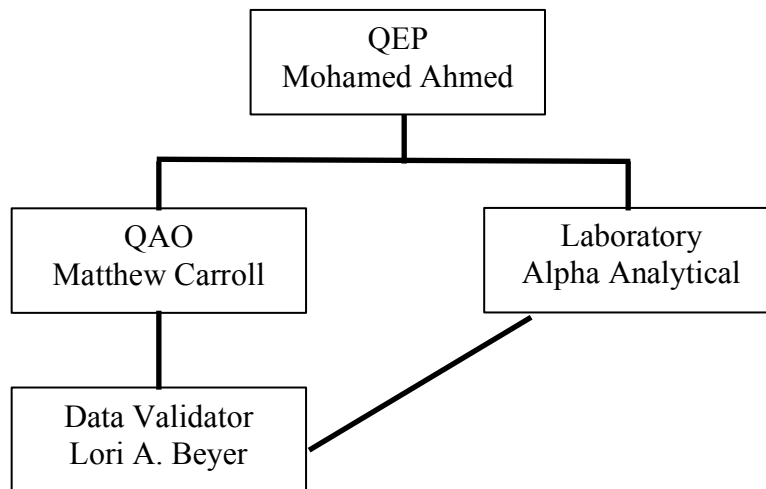 QEP
Mohamed Ahmed
QAO
Matthew Carroll
Laboratory
Alpha Analytical
Data Validator
Lori A. Beyer